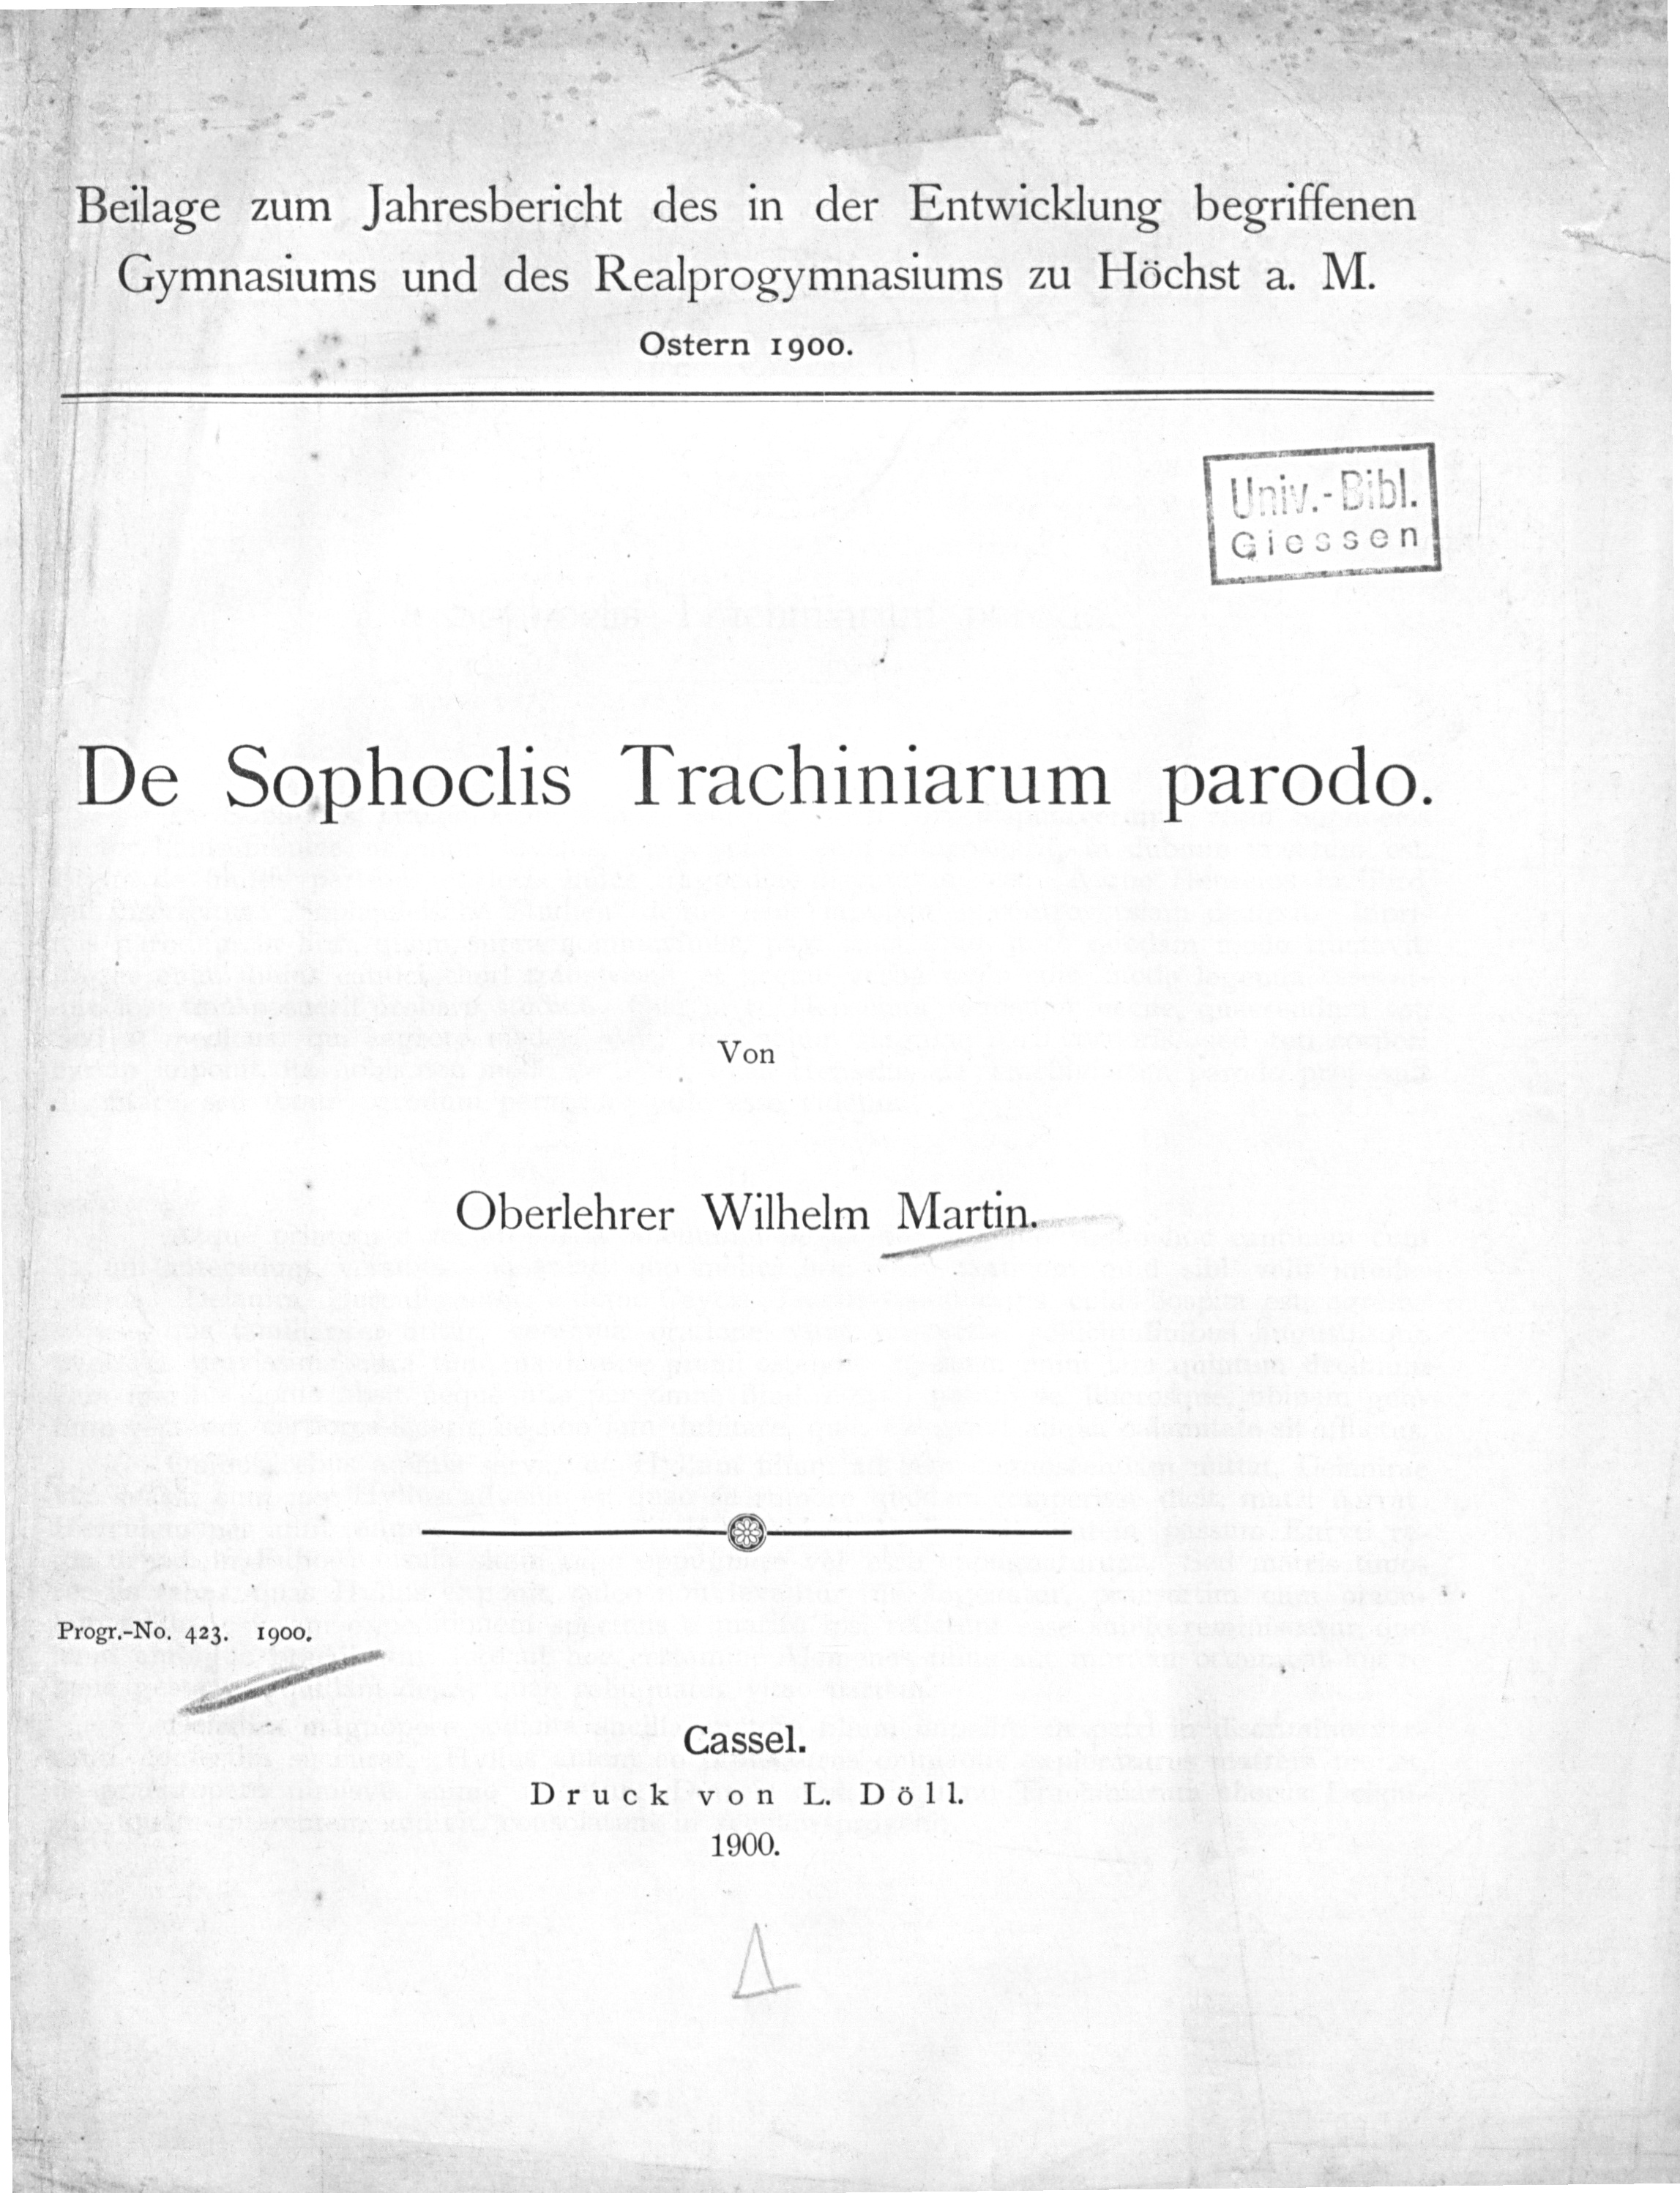 Beilage zum Jahresbericht des in der Entwicklung begriffenen
Gymnasiums und des Realprogymnasiums zu Höchst a. M.
Ostern 1900.
Univ.-Bibl.
Giessen
De Sophoclis Trachiniarum parodo.
Von
Oberlehrer Wilhelm Martin.
Progr.-No. 423. 1900.
Cassel.
Druck von L. Döll.
1900.